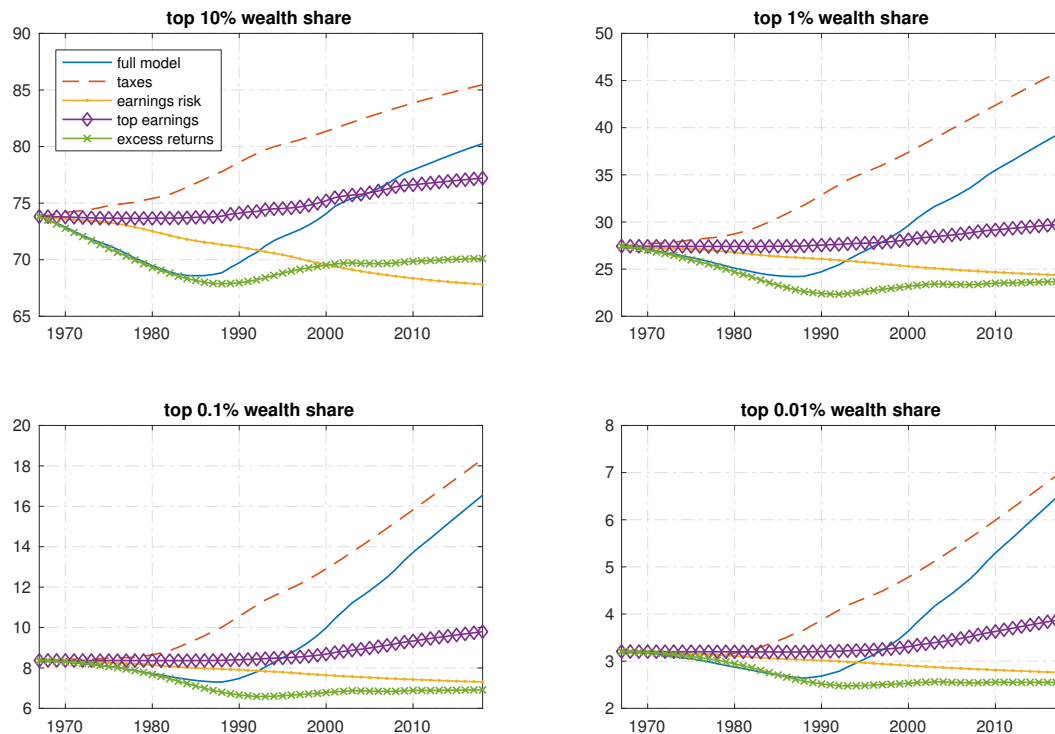 top 10% wealth share
90
85
80
75
70
65
1970 1980 1990 2000 2010
full model
taxes
earnings risk
top earnings
excess returns
top 1% wealth share
50
45
40
35
30
25
20
1970 1980 1990 2000 2010
top 0.1% wealth share
20
18
16
14
12
10
8
6
1970 1980 1990 2000 2010
top 0.01% wealth share
8
7
6
5
4
3
2
1970 1980 1990 2000 2010